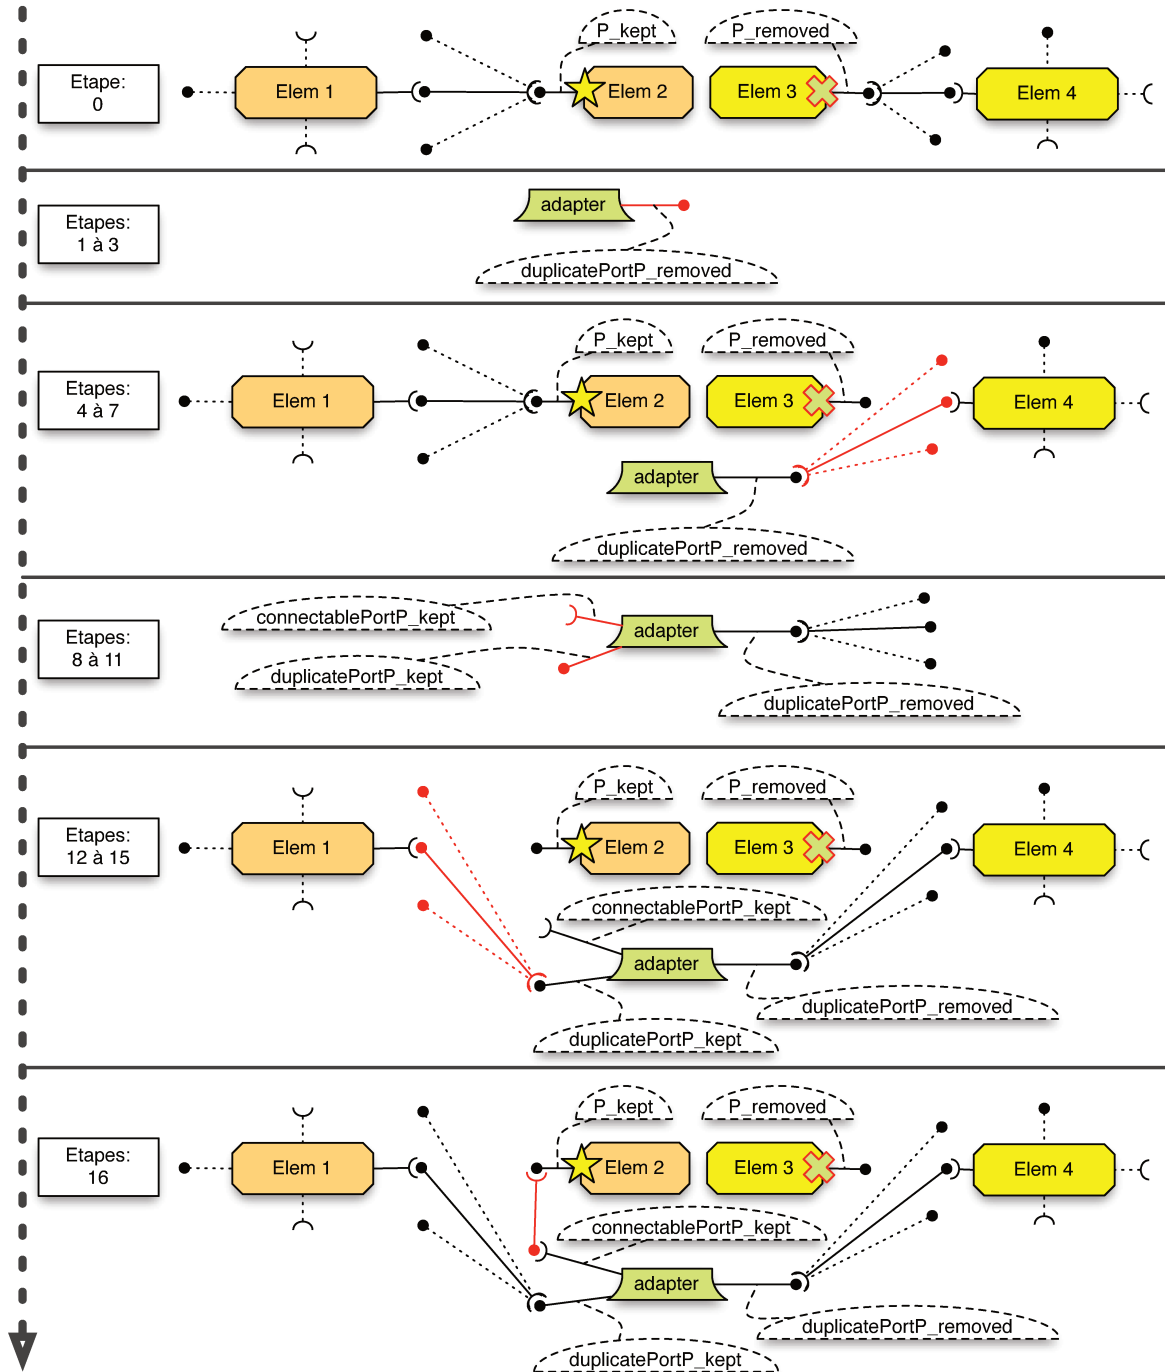 P_kept
P_removed
Etape:
0
Elem 1
Elem 2
Elem 3
Elem 4
Etapes:
1 à 3
adapter
duplicatePortP_removed
P_kept
P_removed
Etapes:
4 à 7
Elem 1
Elem 2
Elem 3
Elem 4
adapter
duplicatePortP_removed
Etapes:
8 à 11
connectablePortP_kept
adapter
duplicatePortP_kept
duplicatePortP_removed
P_kept
P_removed
Etapes:
12 à 15
Elem 1
Elem 2
Elem 3
Elem 4
connectablePortP_kept
adapter
duplicatePortP_removed
duplicatePortP_kept
P_kept
P_removed
Etapes:
16
Elem 1
Elem 2
Elem 3
Elem 4
connectablePortP_kept
adapter
duplicatePortP_removed
duplicatePortP_kept